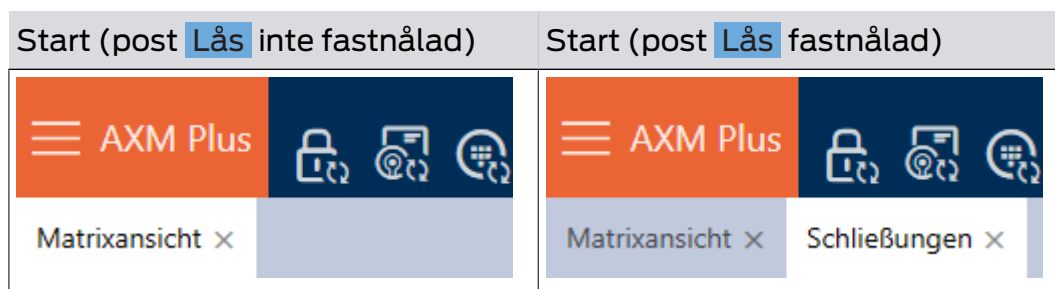 Start (post Lås inte fastnålad)
Start (post Lås fastnålad)
AXM Plus
Matrixansicht ×
AXM Plus
Matrixansicht ×
Schließungen ×